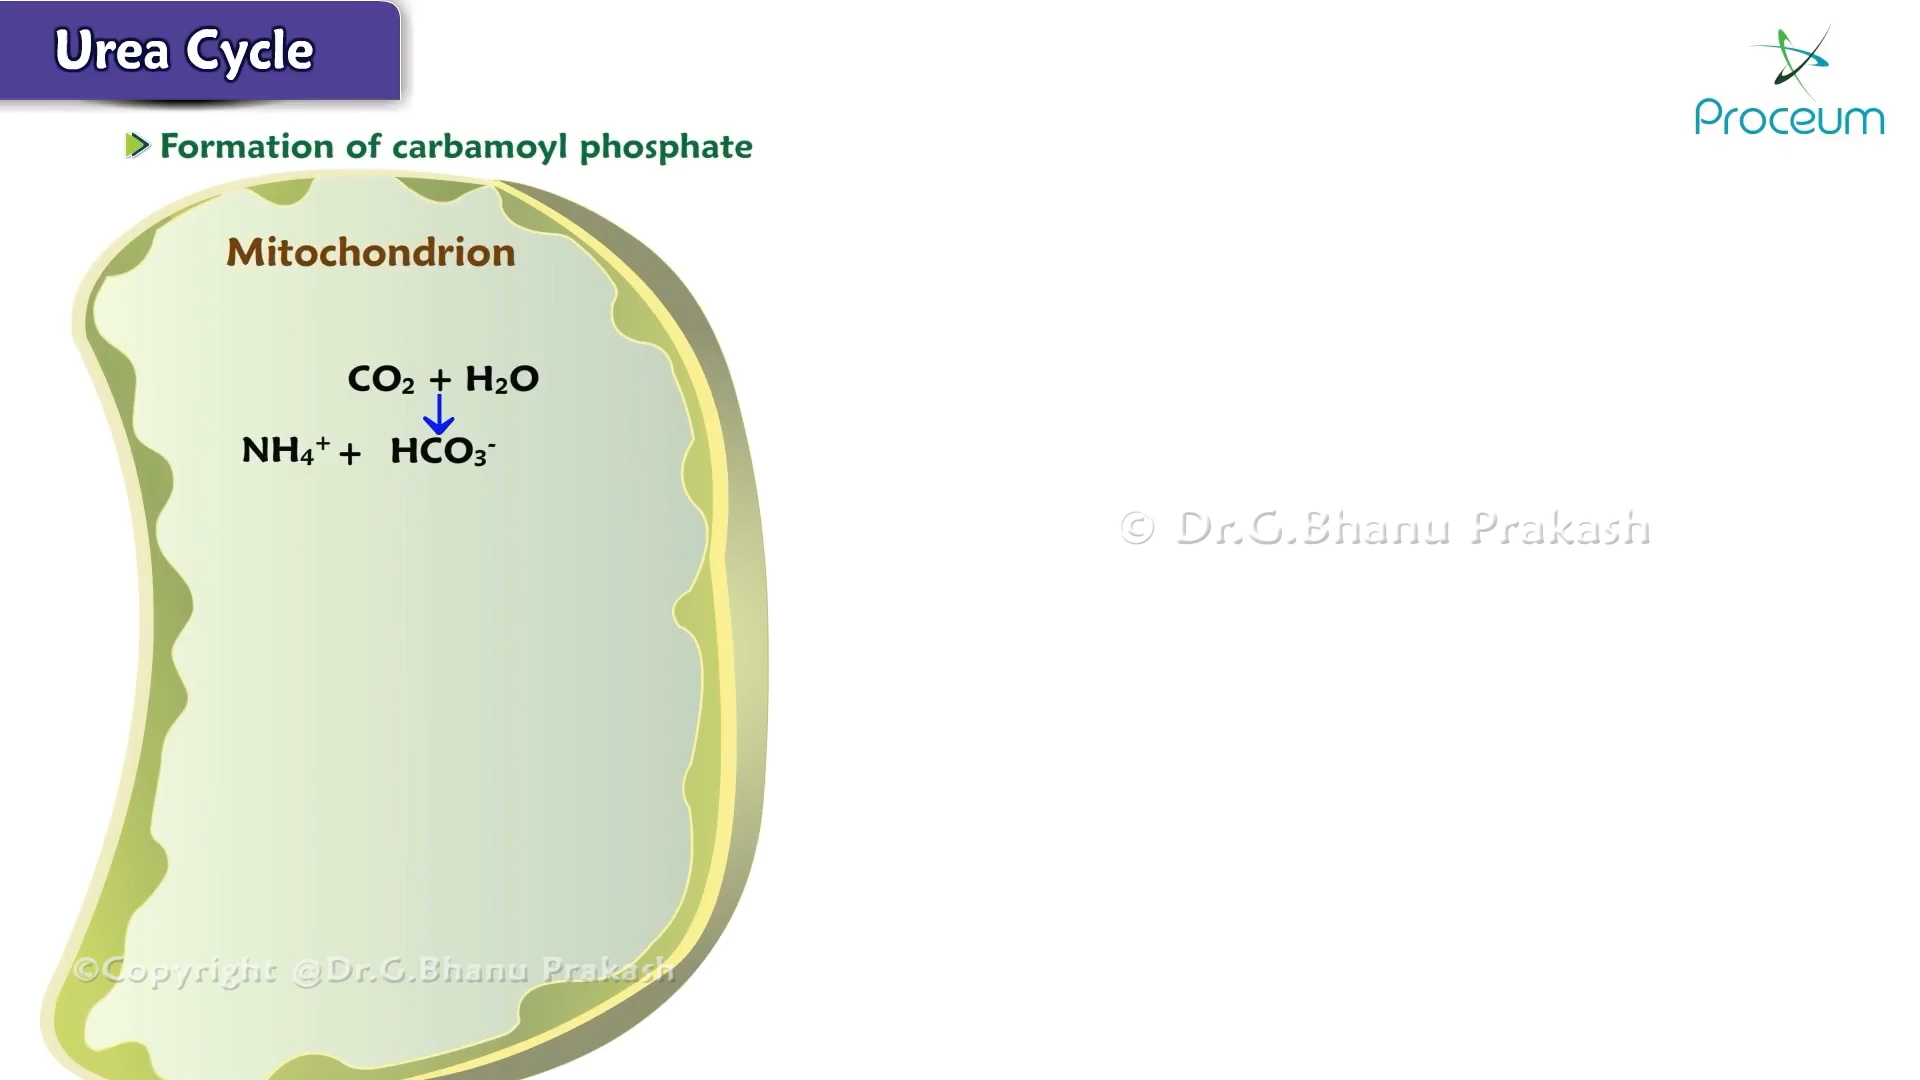 Urea Cycle
Proceum
Formation of carbamoyl phosphate
Mitochondrion
CO₂ + H₂O
NH₄⁺ + HCO₃⁻
© Dr.G.Bhanu Prakash
©Copyright @Dr.G.Bhanu Prakash